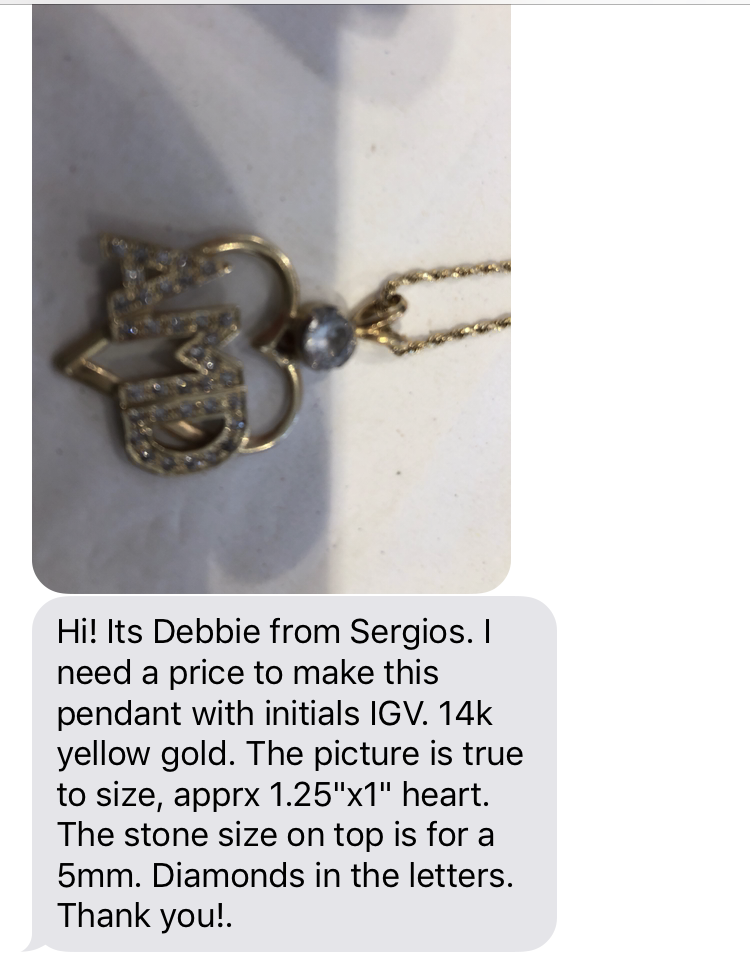 AMD
Hi! Its Debbie from Sergios. I
need a price to make this
pendant with initials IGV. 14k
yellow gold. The picture is true
to size, apprx 1.25"x1" heart.
The stone size on top is for a
5mm. Diamonds in the letters.
Thank you!.